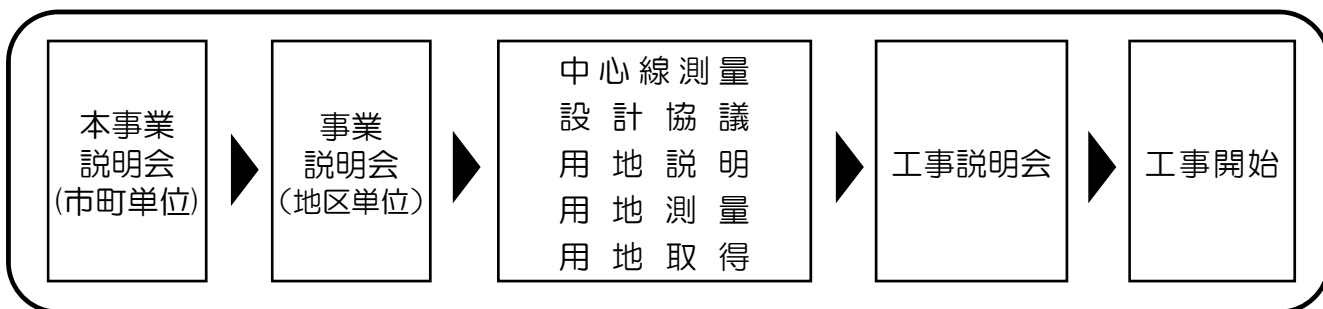 本事業
説明会
(市町単位)
事業
説明会
（地区単位）
中心線測量
設計協議
用地説明
用地測量
用地取得
工事説明会
工事開始